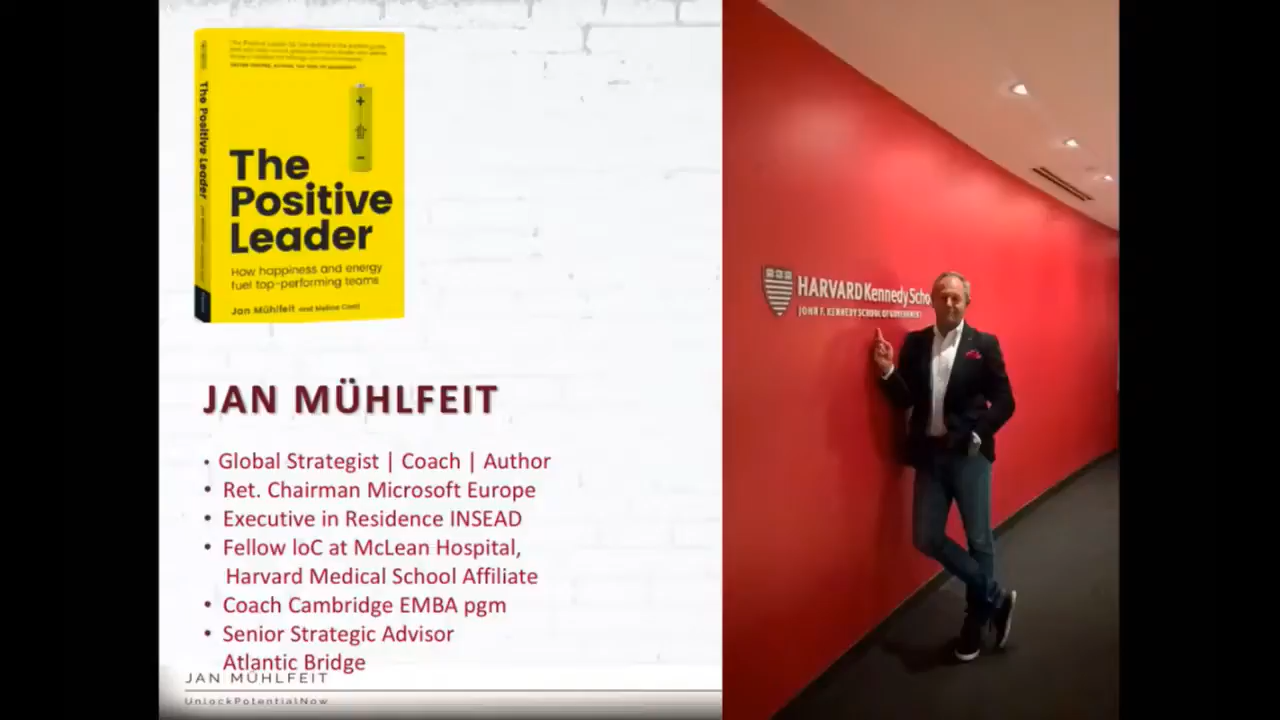 The Positive Leader
The
Positive
Leader
How happiness and energy
fuel top-performing teams
Jan Mühlfeit and
JAN MÜHLFEIT
• Global Strategist | Coach | Author
• Ret. Chairman Microsoft Europe
• Executive in Residence INSEAD
• Fellow loC at McLean Hospital,
Harvard Medical School Affiliate
• Coach Cambridge EMBA pgm
• Senior Strategic Advisor
Atlantic Bridge
JAN MÜHLFEIT
UnlockPotentialNow
HARVARD Kennedy Scho
JOHN F. KENNEDY SCHOOL OF GOVERNMENT